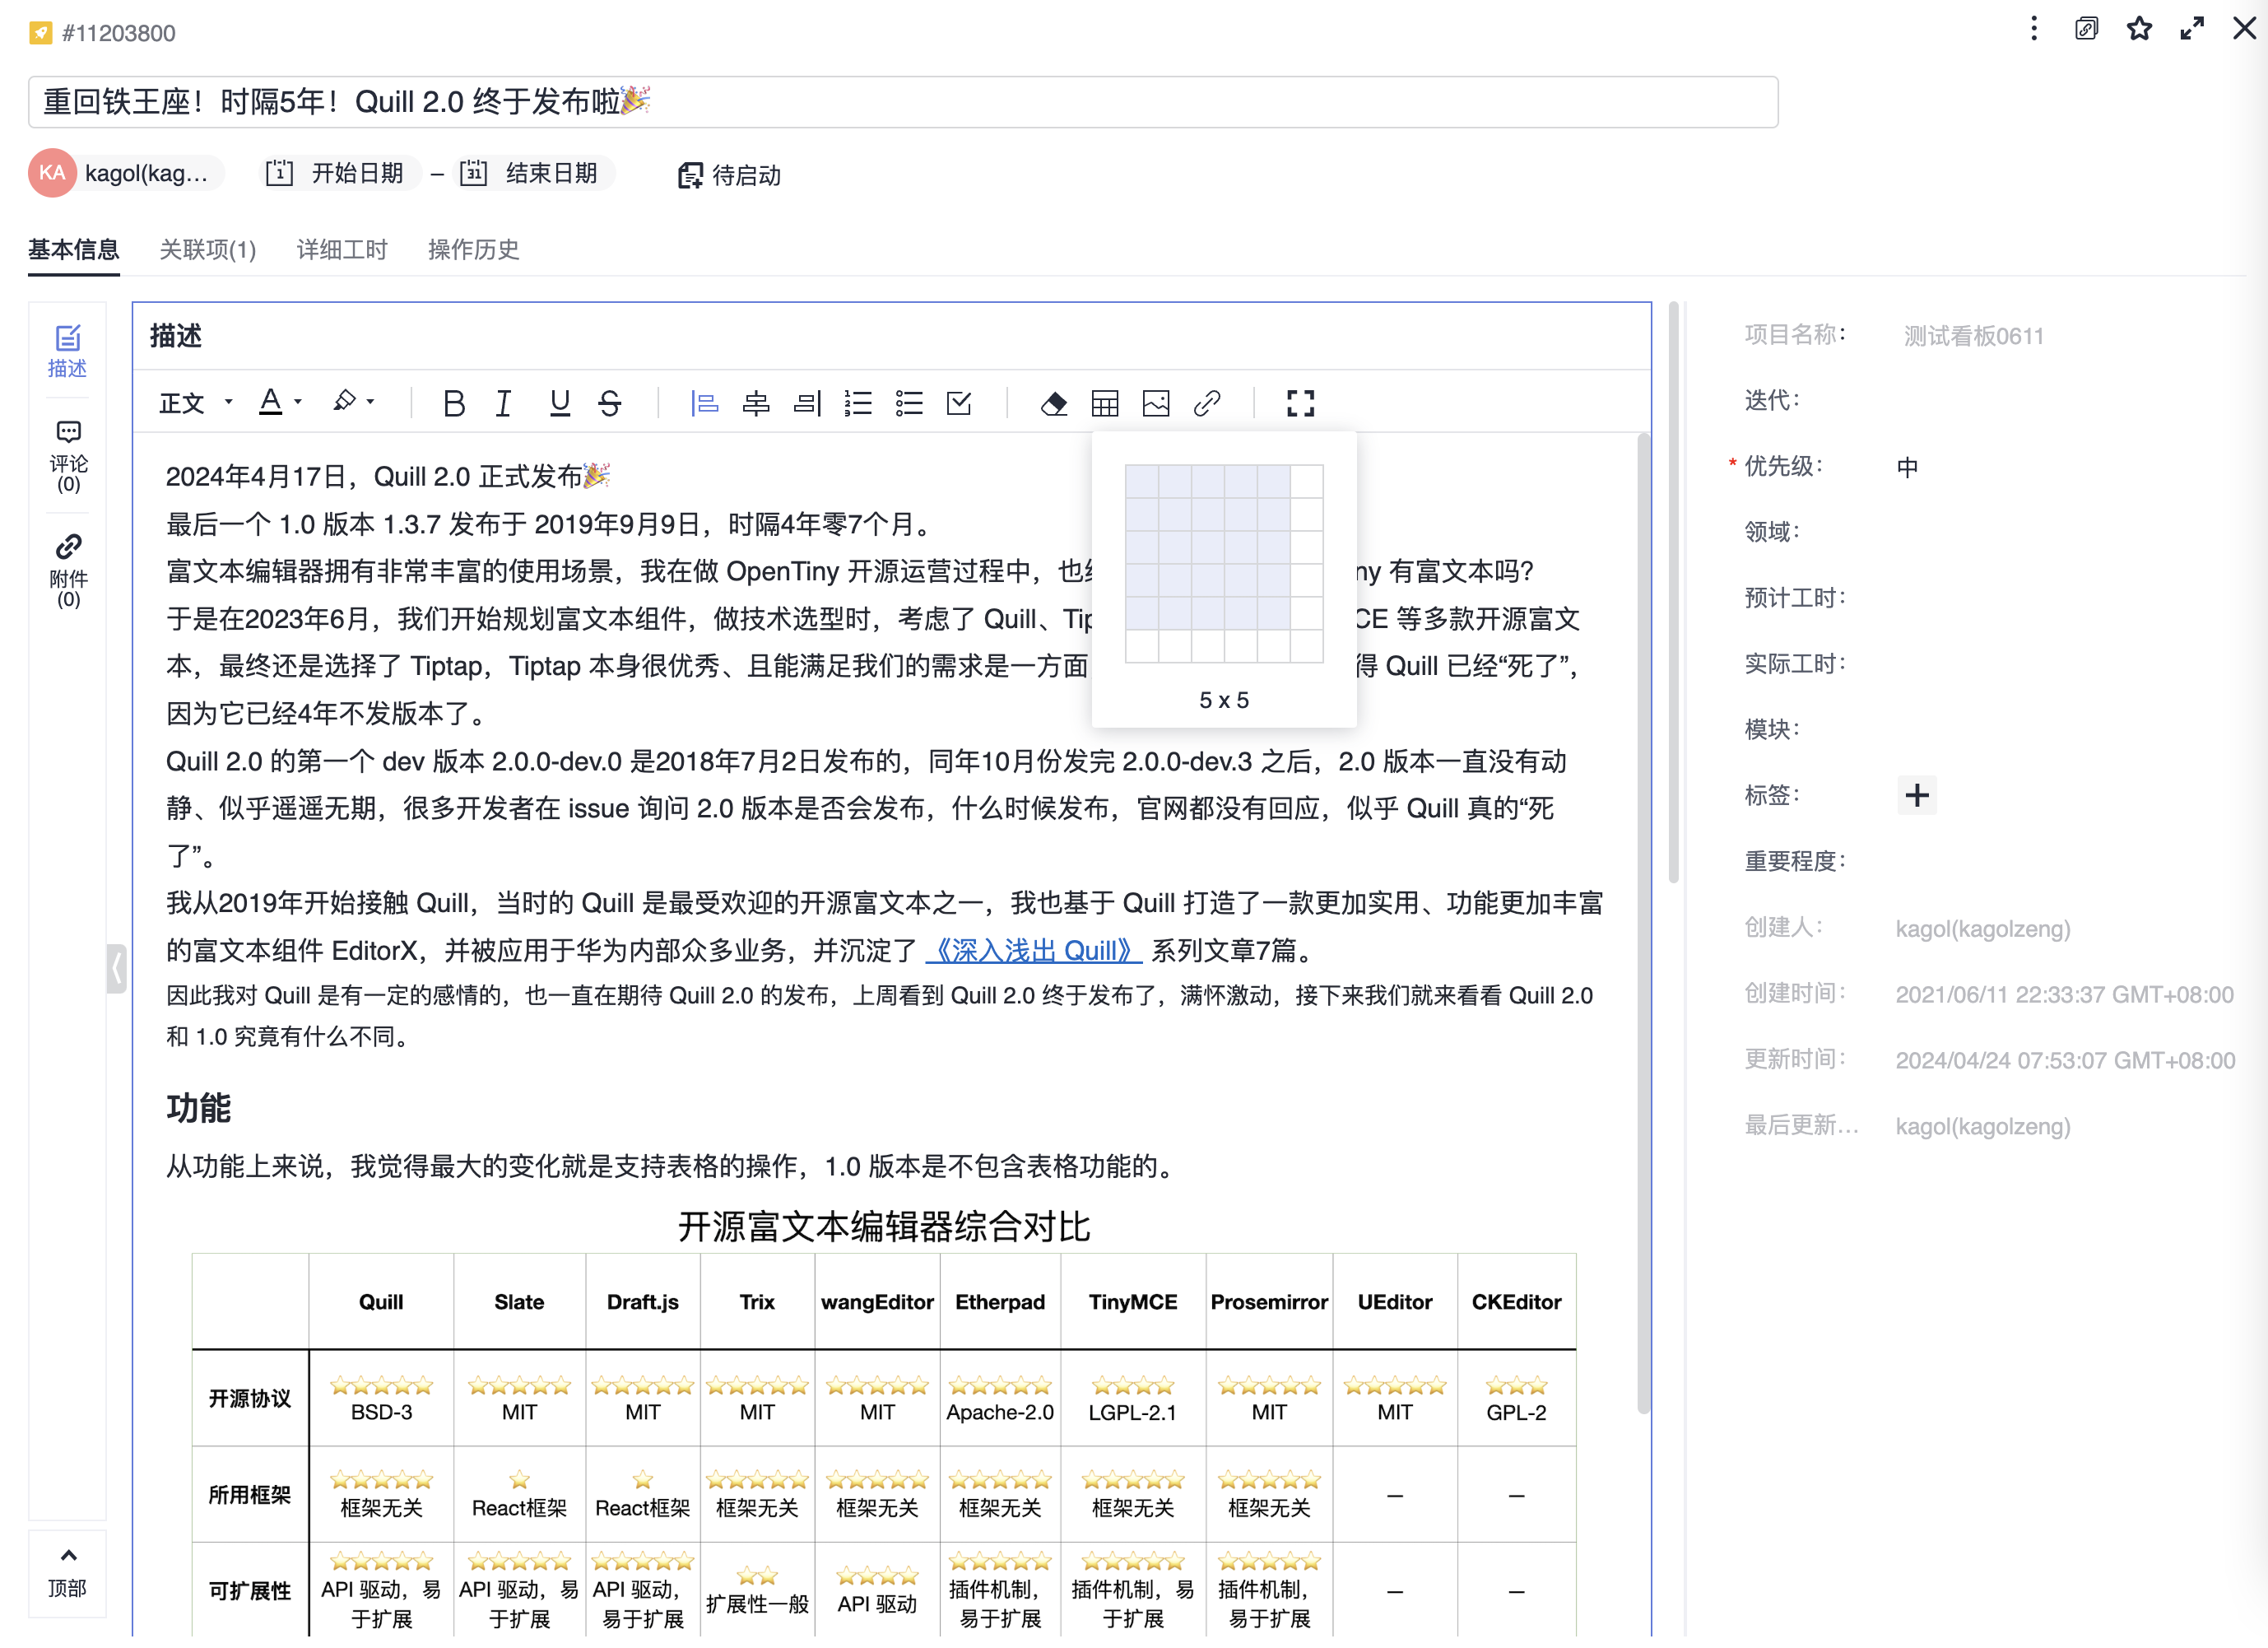 #11203800
重回铁王座！时隔5年！Quill 2.0 终于发布啦🎉
KA kagol(kag... 开始日期 – 结束日期 待启动
基本信息 关联项(1) 详细工时 操作历史
描述
评论
(0)
附件
(0)
顶部
描述
正文 A B I U S
2024年4月17日，Quill 2.0 正式发布🎉
最后一个 1.0 版本 1.3.7 发布于 2019年9月9日，时隔4年零7个月。
富文本编辑器拥有非常丰富的使用场景，我在做 OpenTiny 开源运营过程中，也 ny 有富文本吗？
于是在2023年6月，我们开始规划富文本组件，做技术选型时，考虑了 Quill、Tip CE 等多款开源富文
本，最终还是选择了 Tiptap，Tiptap 本身很优秀、且能满足我们的需求是一方面 得 Quill 已经“死了”，
因为它已经4年不发版本了。
5 x 5
Quill 2.0 的第一个 dev 版本 2.0.0-dev.0 是2018年7月2日发布的，同年10月份发完 2.0.0-dev.3 之后，2.0 版本一直没有动
静、似乎遥遥无期，很多开发者在 issue 询问 2.0 版本是否会发布，什么时候发布，官网都没有回应，似乎 Quill 真的“死
了”。
我从2019年开始接触 Quill，当时的 Quill 是最受欢迎的开源富文本之一，我也基于 Quill 打造了一款更加实用、功能更加丰富
的富文本组件 EditorX，并被应用于华为内部众多业务，并沉淀了 《深入浅出 Quill》 系列文章7篇。
因此我对 Quill 是有一定的感情的，也一直在期待 Quill 2.0 的发布，上周看到 Quill 2.0 终于发布了，满怀激动，接下来我们就来看看 Quill 2.0
和 1.0 究竟有什么不同。
功能
从功能上来说，我觉得最大的变化就是支持表格的操作，1.0 版本是不包含表格功能的。
开源富文本编辑器综合对比
Quill Slate Draft.js Trix wangEditor Etherpad TinyMCE Prosemirror UEditor CKEditor
开源协议 ⭐⭐⭐⭐⭐ BSD-3 ⭐⭐⭐⭐⭐ MIT ⭐⭐⭐⭐⭐ MIT ⭐⭐⭐⭐⭐ MIT ⭐⭐⭐⭐⭐ MIT ⭐⭐⭐⭐⭐ Apache-2.0 ⭐⭐⭐⭐ LGPL-2.1 ⭐⭐⭐⭐⭐ MIT ⭐⭐⭐⭐⭐ MIT ⭐⭐⭐ GPL-2
所用框架 ⭐⭐⭐⭐⭐ 框架无关 ⭐ React框架 ⭐ React框架 ⭐⭐⭐⭐⭐ 框架无关 ⭐⭐⭐⭐⭐ 框架无关 ⭐⭐⭐⭐⭐ 框架无关 ⭐⭐⭐⭐⭐ 框架无关 ⭐⭐⭐⭐⭐ 框架无关 – –
可扩展性 ⭐⭐⭐⭐⭐ API 驱动，易于扩展 ⭐⭐⭐⭐⭐ API 驱动，易于扩展 ⭐⭐⭐⭐⭐ API 驱动，易于扩展 ⭐⭐ 扩展性一般 ⭐⭐⭐⭐ API 驱动 ⭐⭐⭐⭐⭐ 插件机制，易于扩展 ⭐⭐⭐⭐⭐ 插件机制，易于扩展 ⭐⭐⭐⭐⭐ 插件机制，易于扩展 – –
项目名称： 测试看板0611
迭代：
* 优先级： 中
领域：
预计工时：
实际工时：
模块：
标签： +
重要程度：
创建人： kagol(kagolzeng)
创建时间： 2021/06/11 22:33:37 GMT+08:00
更新时间： 2024/04/24 07:53:07 GMT+08:00
最后更新... kagol(kagolzeng)